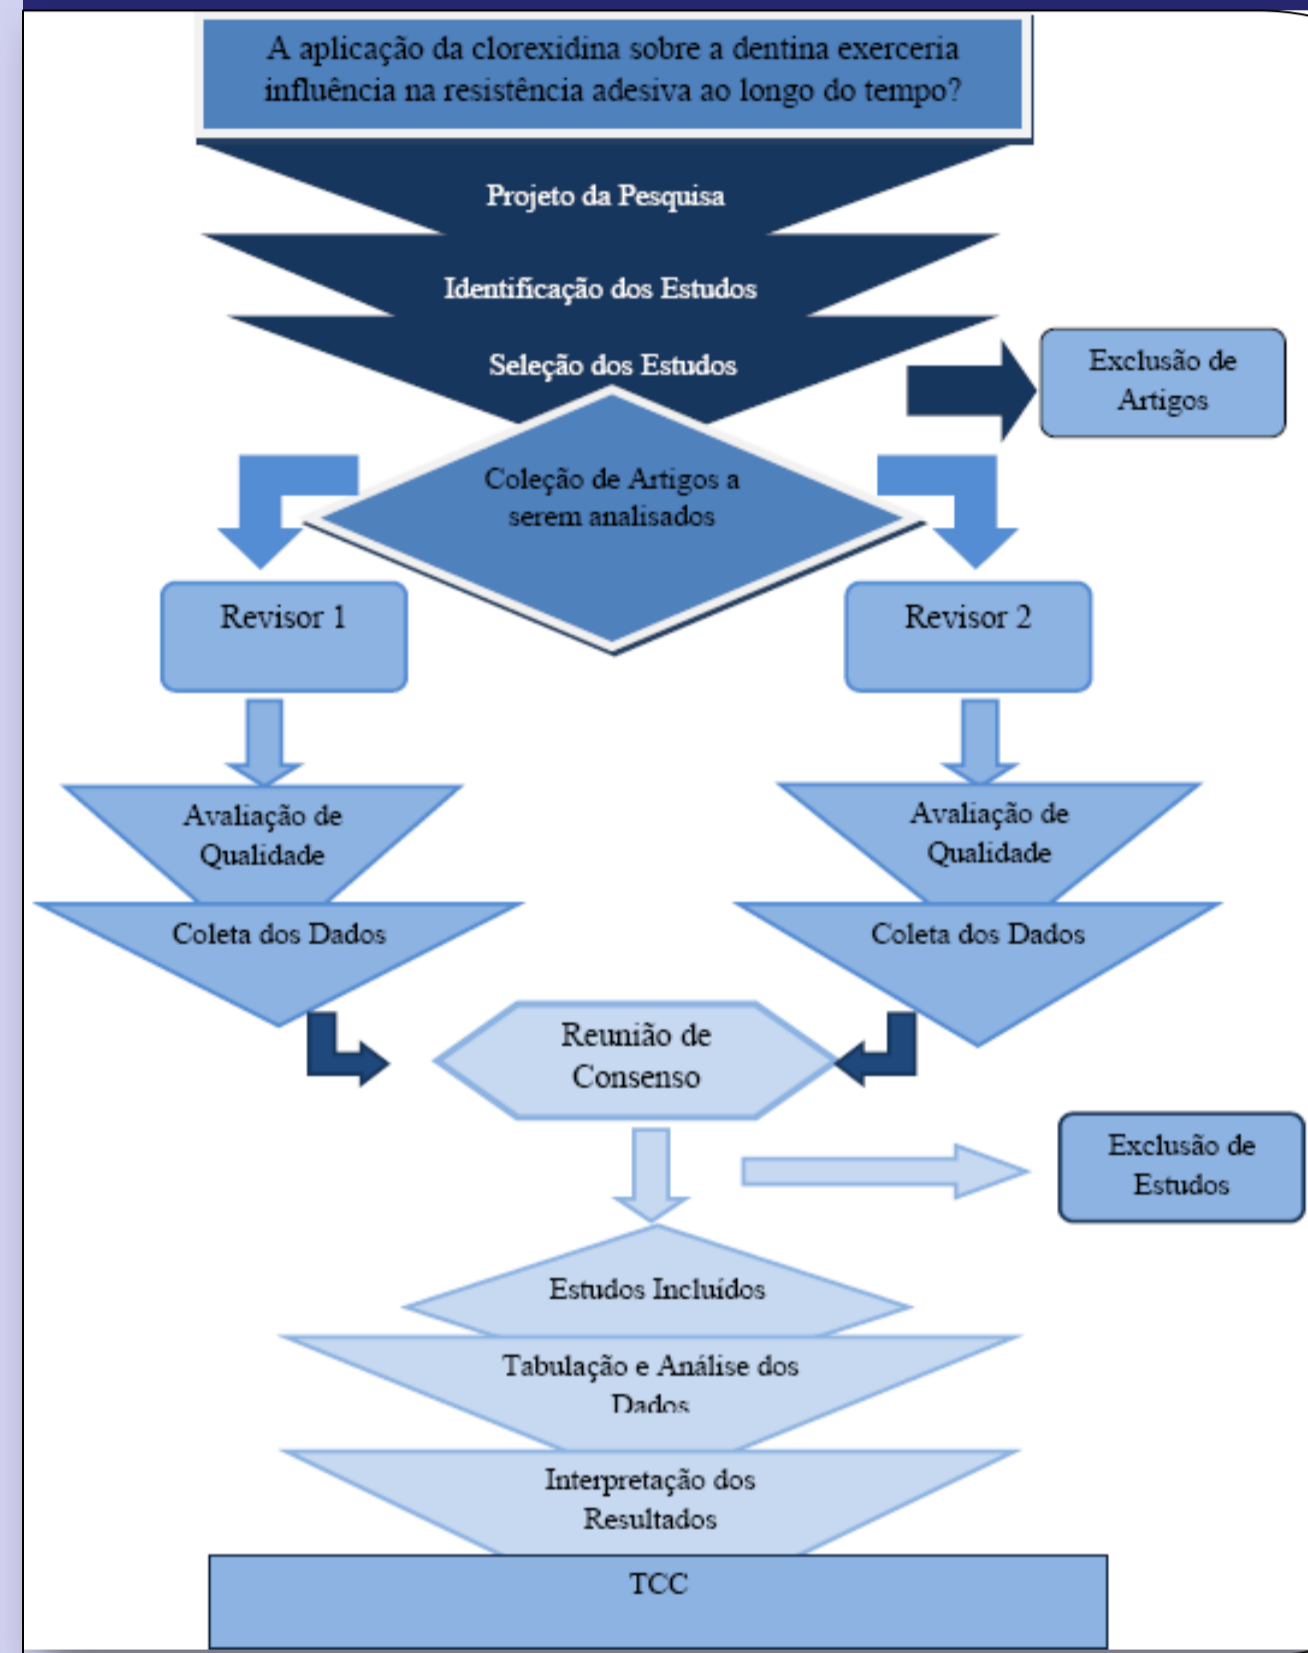 A aplicação da clorexidina sobre a dentina exerceria
influência na resistência adesiva ao longo do tempo?
Projeto da Pesquisa
Identificação dos Estudos
Seleção dos Estudos
Exclusão de
Artigos
Coleção de Artigos a
serem analisados
Revisor 1
Revisor 2
Avaliação de
Qualidade
Avaliação de
Qualidade
Coleta dos Dados
Coleta dos Dados
Reunião de
Consenso
Exclusão de
Estudos
Estudos Incluídos
Tabulação e Análise dos
Dados
Interpretação dos
Resultados
TCC